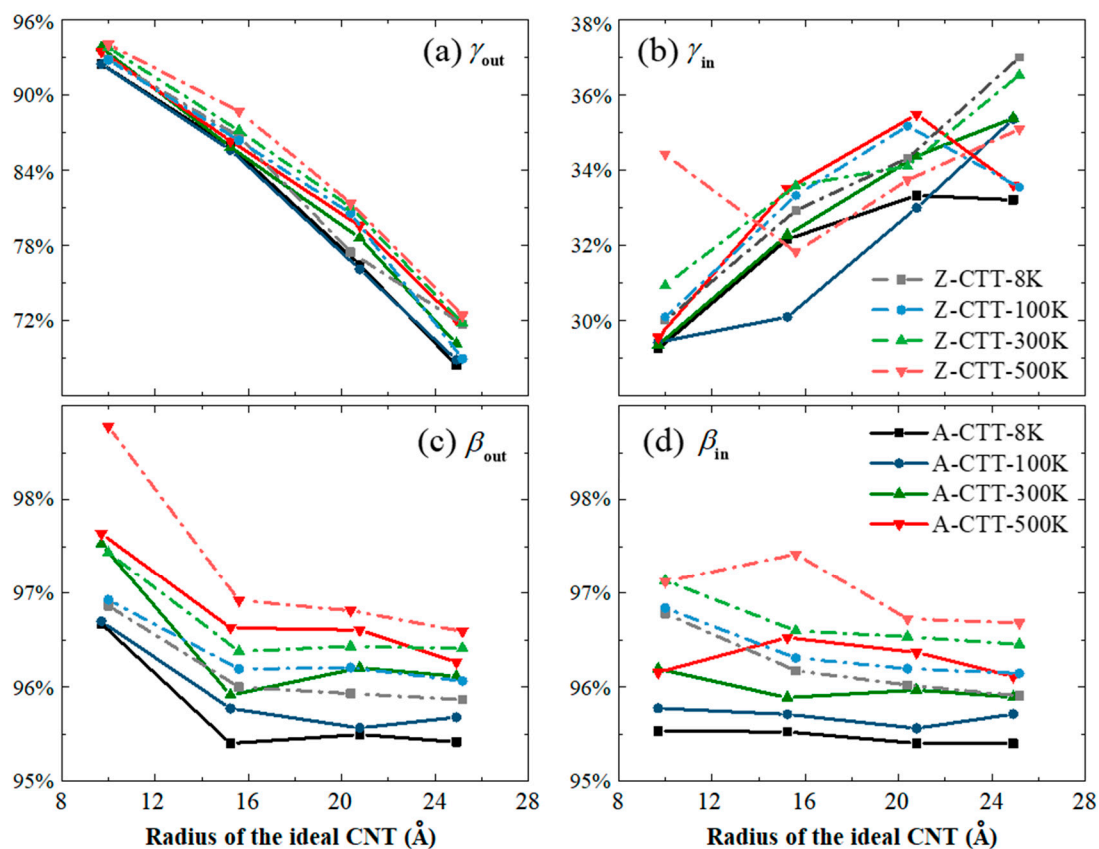 96%
90%
84%
78%
72%
(a) γout
38%
36%
34%
32%
30%
(b) γin
Z-CTT-8K
Z-CTT-100K
Z-CTT-300K
Z-CTT-500K
98%
97%
96%
95%
(c) βout
8 12 16 20 24 28
Radius of the ideal CNT (Å)
98%
97%
96%
95%
(d) βin
A-CTT-8K
A-CTT-100K
A-CTT-300K
A-CTT-500K
8 12 16 20 24 28
Radius of the ideal CNT (Å)